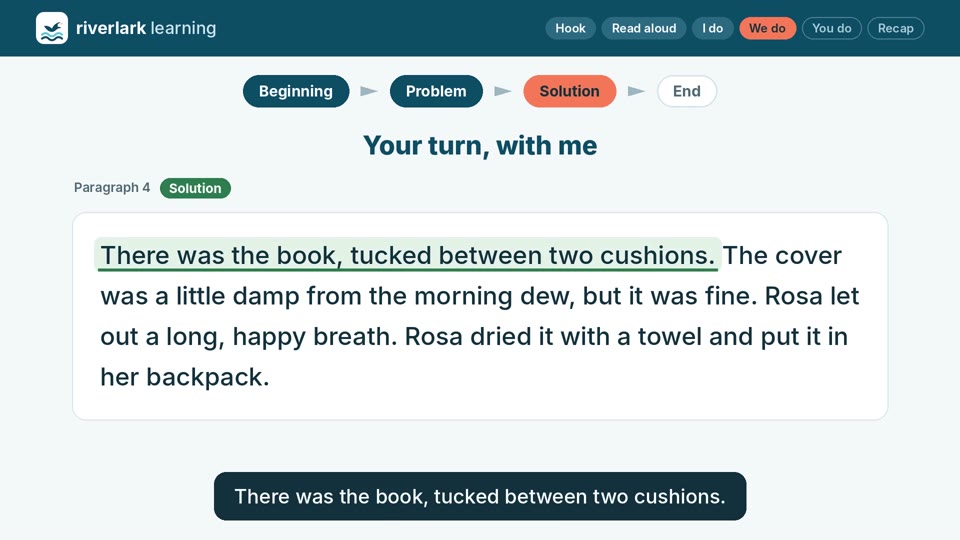 riverlark learning
Hook Read aloud I do We do You do Recap
Beginning Problem Solution End
Your turn, with me
Paragraph 4 Solution
There was the book, tucked between two cushions. The cover
was a little damp from the morning dew, but it was fine. Rosa let
out a long, happy breath. Rosa dried it with a towel and put it in
her backpack.
There was the book, tucked between two cushions.